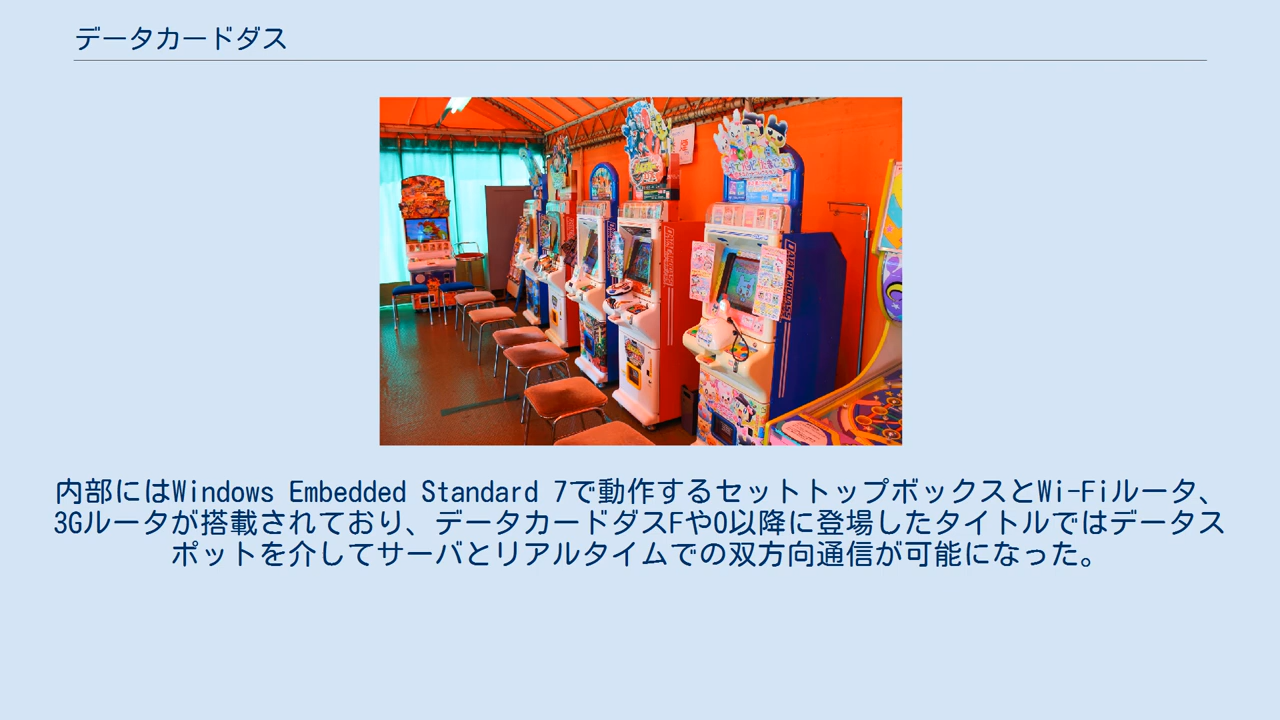 データカードダス
DATA CARDDASS
DATA CARDDASS
内部にはWindows Embedded Standard 7で動作するセットトップボックスとWi-Fiルータ、
3Gルータが搭載されており、データカードダスFやO以降に登場したタイトルではデータス
ポットを介してサーバとリアルタイムでの双方向通信が可能になった。